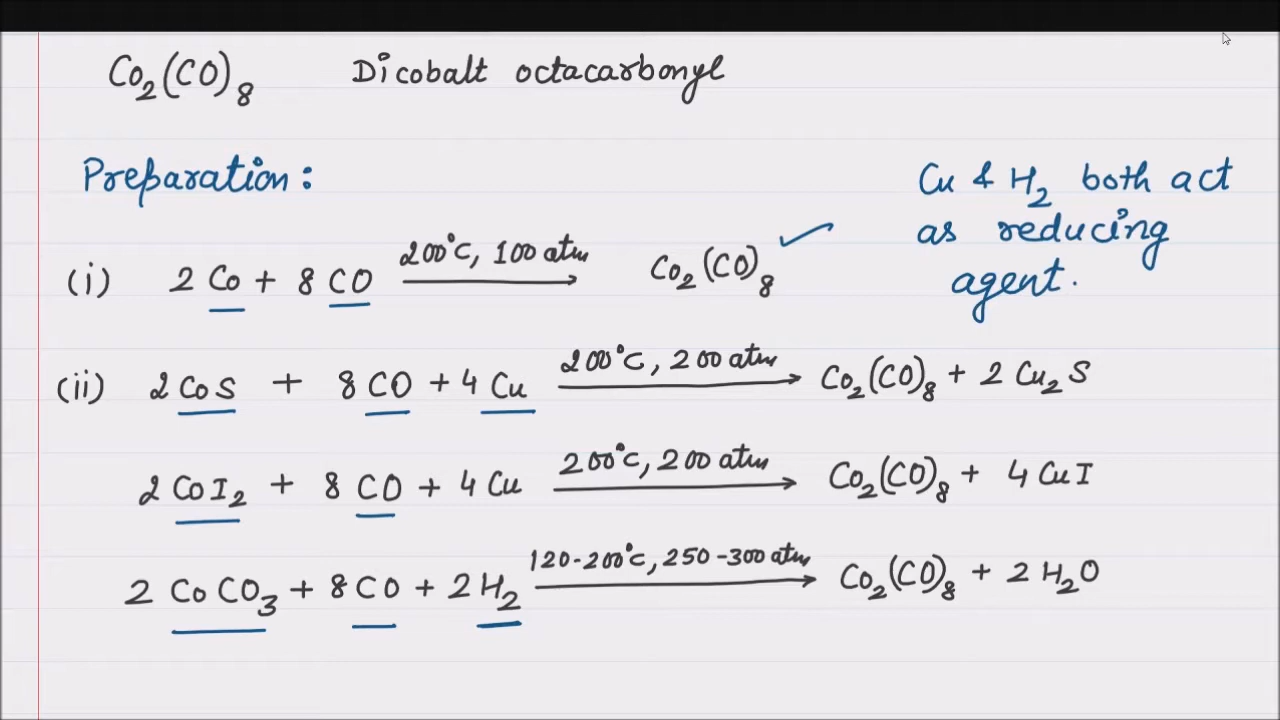 Co₂(CO)₈ Dicobalt octacarbonyl
Preparation:
Cu & H₂ both act
as reducing
agent.
(i) 2 Co + 8 CO 200°C, 100 atm → Co₂(CO)₈ ✓
(ii) 2 CoS + 8 CO + 4 Cu 200°C, 200 atm → Co₂(CO)₈ + 2 Cu₂S
2 CoI₂ + 8 CO + 4 Cu 200°C, 200 atm → Co₂(CO)₈ + 4 CuI
2 CoCO₃ + 8 CO + 2 H₂ 120-200°C, 250-300 atm → Co₂(CO)₈ + 2 H₂O